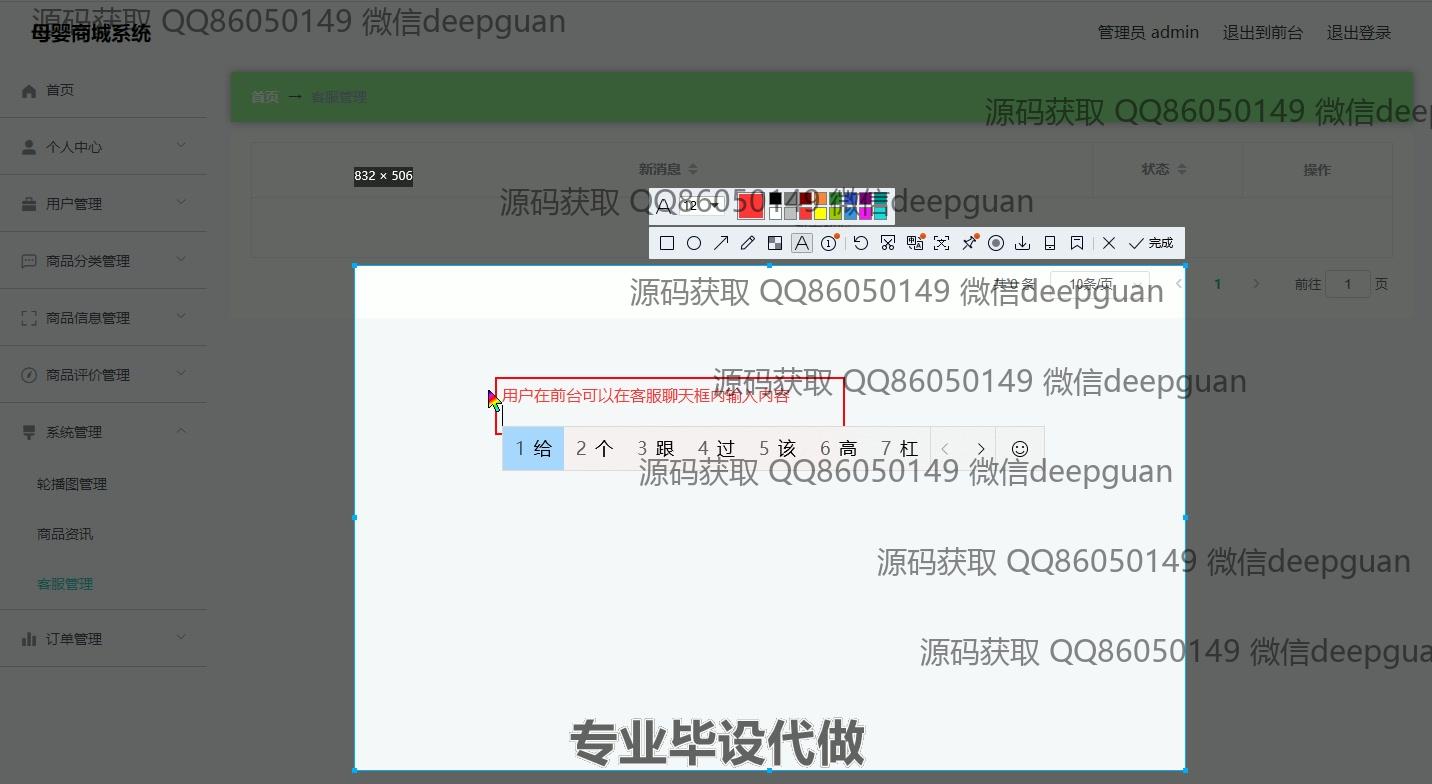 源码获取 QQ86050149 微信deepguan
母婴商城系统
管理员 admin 退出到前台 退出登录
首页
首页 → 客服管理
源码获取 QQ86050149 微信deep
个人中心
832 × 506
新消息 状态 操作
用户管理
源码获取 QQ86050149 微信deepguan
A 12
A 1 完成
商品分类管理
共 0 条 10条/页 1 前往 1 页
源码获取 QQ86050149 微信deepguan
商品信息管理
商品评价管理
源码获取 QQ86050149 微信deepguan
用户在前台可以在客服聊天框内输入内容
系统管理
1 给 2 个 3 跟 4 过 5 该 6 高 7 杠
源码获取 QQ86050149 微信deepguan
轮播图管理
商品资讯
源码获取 QQ86050149 微信deepguan
客服管理
订单管理
源码获取 QQ86050149 微信deepgua
专业毕设代做